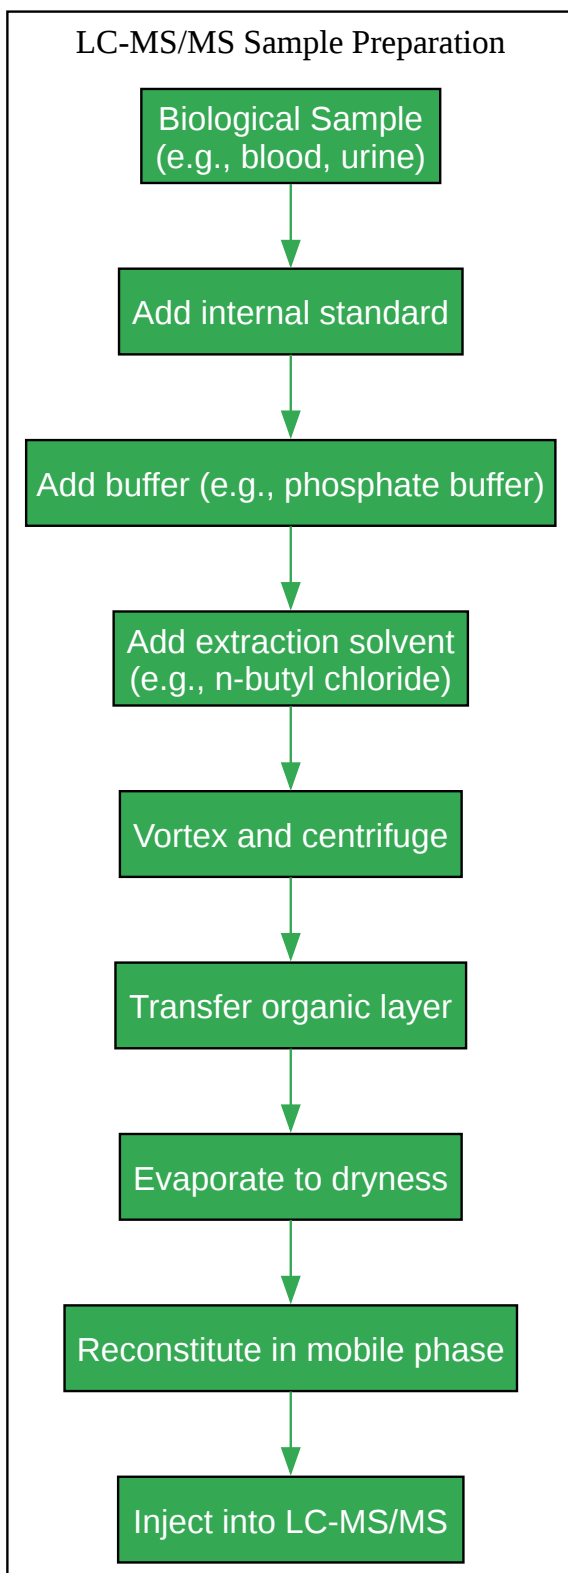 LC-MS/MS Sample Preparation
Biological Sample
(e.g., blood, urine)
Add internal standard
Add buffer (e.g., phosphate buffer)
Add extraction solvent
(e.g., n-butyl chloride)
Vortex and centrifuge
Transfer organic layer
Evaporate to dryness
Reconstitute in mobile phase
Inject into LC-MS/MS